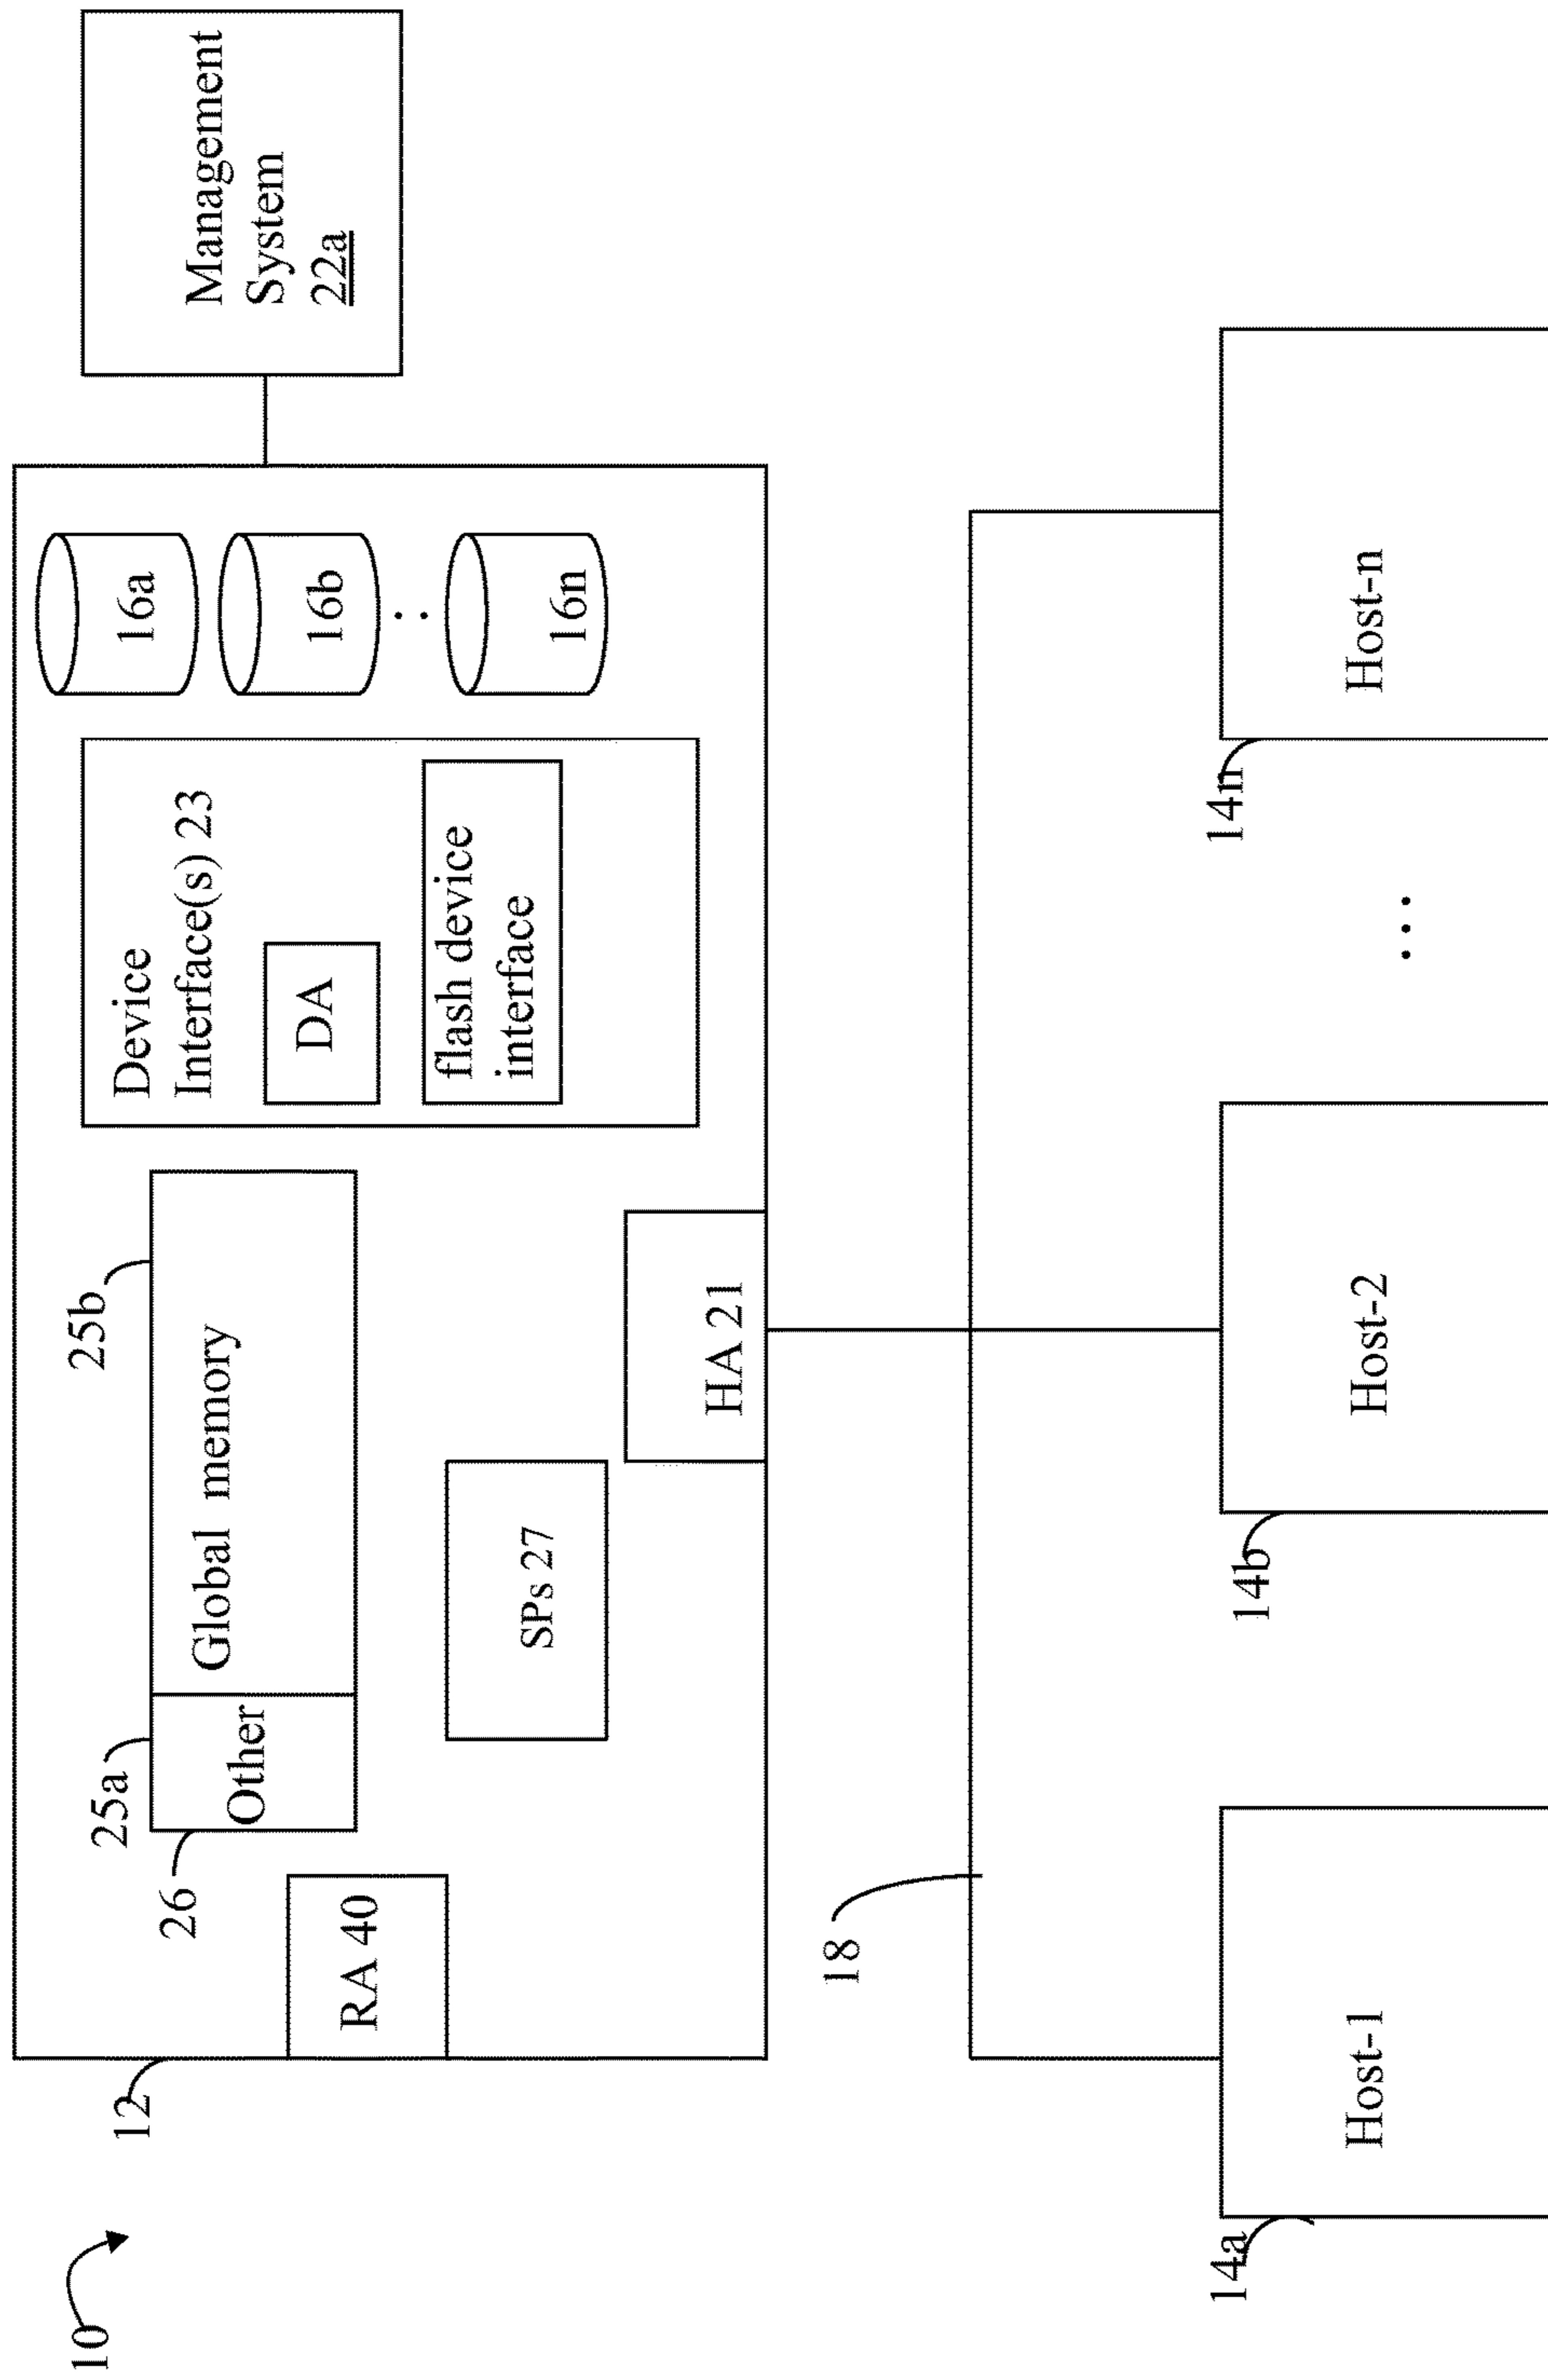 10
12
25a
25b
26
Other
Global memory
RA 40
SPs 27
HA 21
Device
Interface(s) 23
DA
flash device
interface
16a
16b
16n
Management
System
22a
18
14a
Host-1
14b
Host-2
...
14n
Host-n